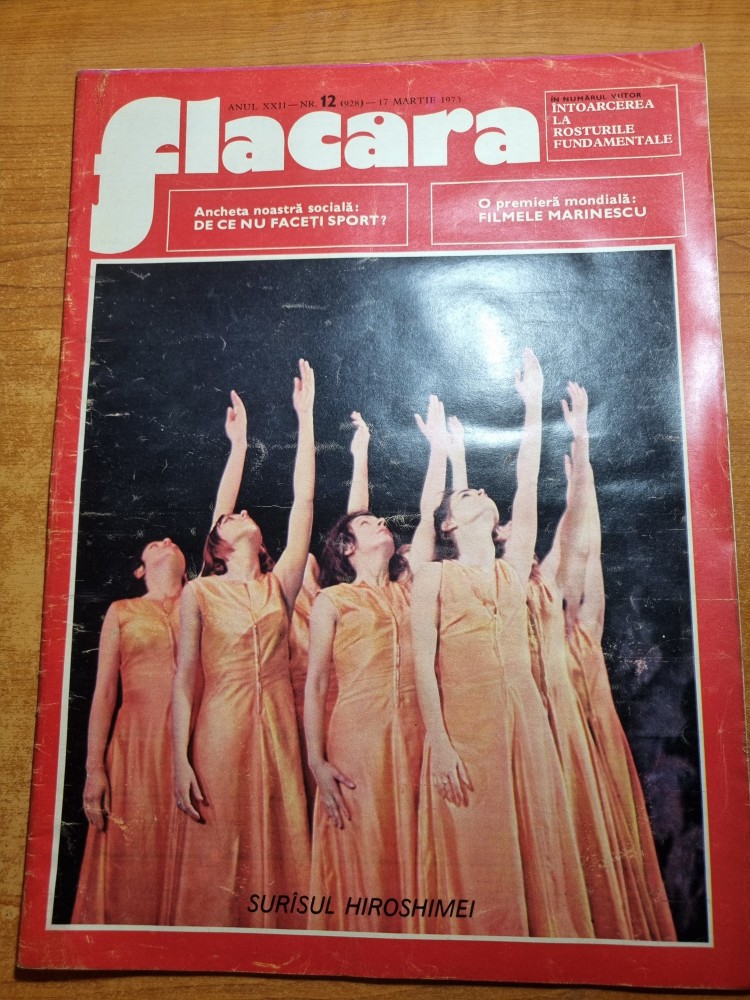 ANUL XXII — NR. 12 (928) — 17 MARTIE 1973
flacara
ÎN NUMĂRUL VIITOR
ÎNTOARCEREA
LA
ROSTURILE
FUNDAMENTALE
Ancheta noastră socială:
DE CE NU FACEȚI SPORT?
O premieră mondială:
FILMELE MARINESCU
SURÎSUL HIROSHIMEI